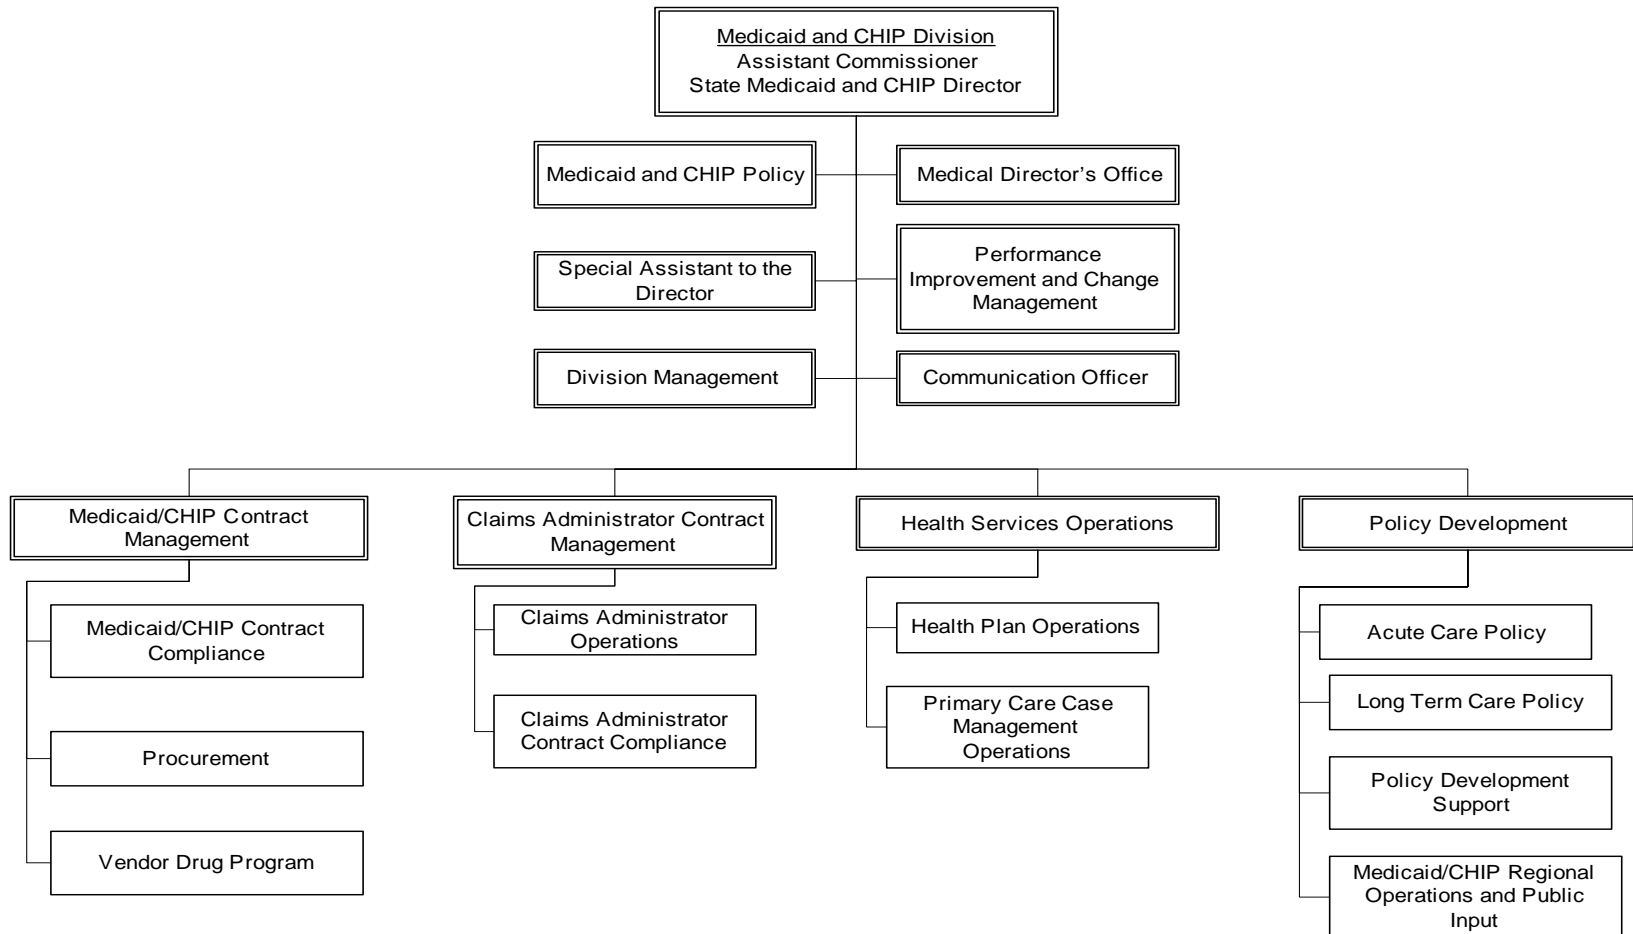 Medicaid and CHIP Division
Assistant Commissioner
State Medicaid and CHIP Director
Medicaid and CHIP Policy
Medical Director’s Office
Special Assistant to the
Director
Performance
Improvement and Change
Management
Division Management
Communication Officer
Medicaid/CHIP Contract
Management
Claims Administrator Contract
Management
Health Services Operations
Policy Development
Medicaid/CHIP Contract
Compliance
Procurement
Vendor Drug Program
Claims Administrator
Operations
Claims Administrator
Contract Compliance
Health Plan Operations
Primary Care Case
Management
Operations
Acute Care Policy
Long Term Care Policy
Policy Development
Support
Medicaid/CHIP Regional
Operations and Public
Input